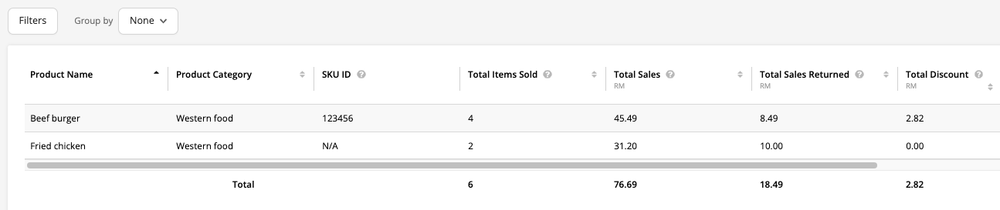 Filters Group by None
Product Name Product Category SKU ID ? Total Items Sold ? Total Sales ? Total Sales Returned ? Total Discount ?
RM RM RM
Beef burger Western food 123456 4 45.49 8.49 2.82
Fried chicken Western food N/A 2 31.20 10.00 0.00
Total 6 76.69 18.49 2.82